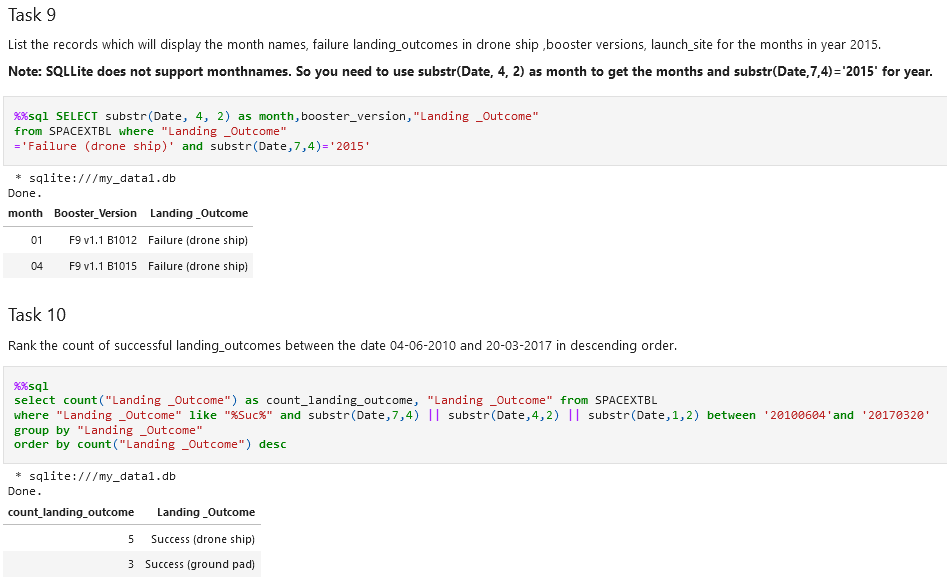 Task 9
List the records which will display the month names, failure landing_outcomes in drone ship ,booster versions, launch_site for the months in year 2015.
Note: SQLLite does not support monthnames. So you need to use substr(Date, 4, 2) as month to get the months and substr(Date,7,4)='2015' for year.
%%sql SELECT substr(Date, 4, 2) as month,booster_version,"Landing _Outcome"
from SPACEXTBL where "Landing _Outcome"
='Failure (drone ship)' and substr(Date,7,4)='2015'
* sqlite:///my_data1.db
Done.
month Booster_Version Landing _Outcome
01 F9 v1.1 B1012 Failure (drone ship)
04 F9 v1.1 B1015 Failure (drone ship)
Task 10
Rank the count of successful landing_outcomes between the date 04-06-2010 and 20-03-2017 in descending order.
%%sql
select count("Landing _Outcome") as count_landing_outcome, "Landing _Outcome" from SPACEXTBL
where "Landing _Outcome" like "%Suc%" and substr(Date,7,4) || substr(Date,4,2) || substr(Date,1,2) between '20100604'and '20170320'
group by "Landing _Outcome"
order by count("Landing _Outcome") desc
* sqlite:///my_data1.db
Done.
count_landing_outcome Landing _Outcome
5 Success (drone ship)
3 Success (ground pad)